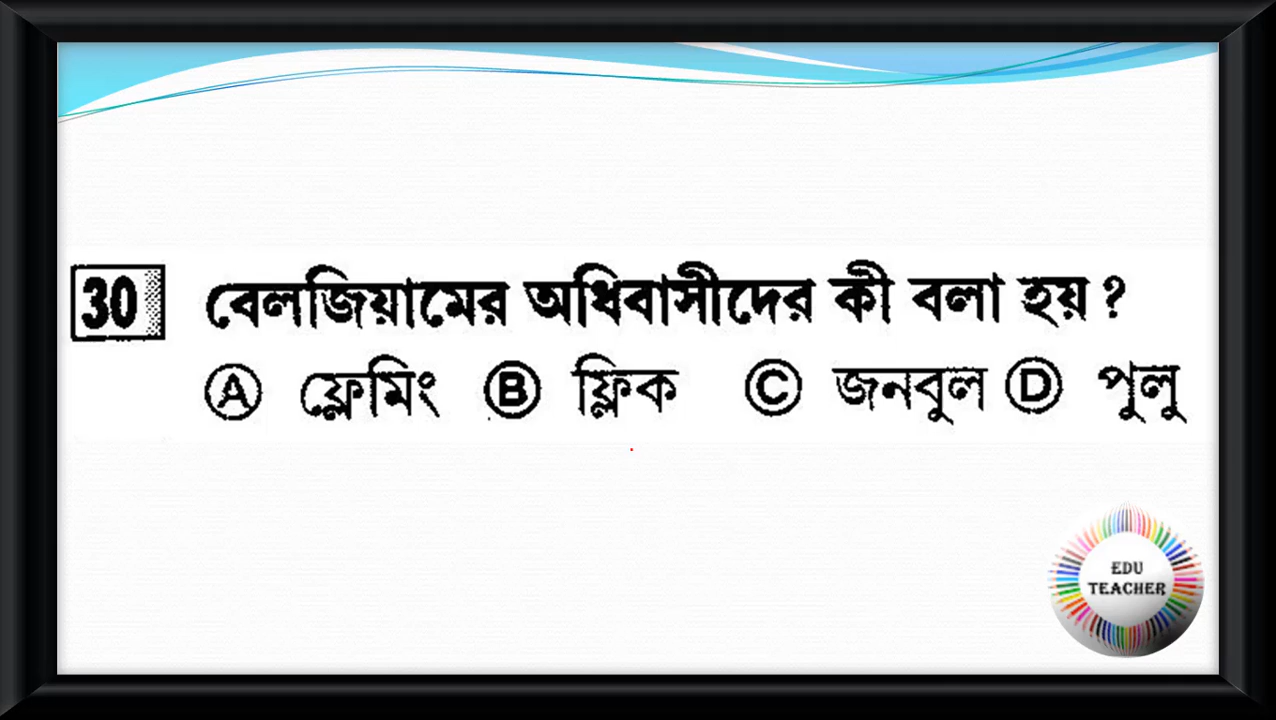 30 বেলজিয়ামের অধিবাসীদের কী বলা হয় ?
A ফ্লেমিং B ফ্লিক C জনবুল D পুলু
EDU
TEACHER